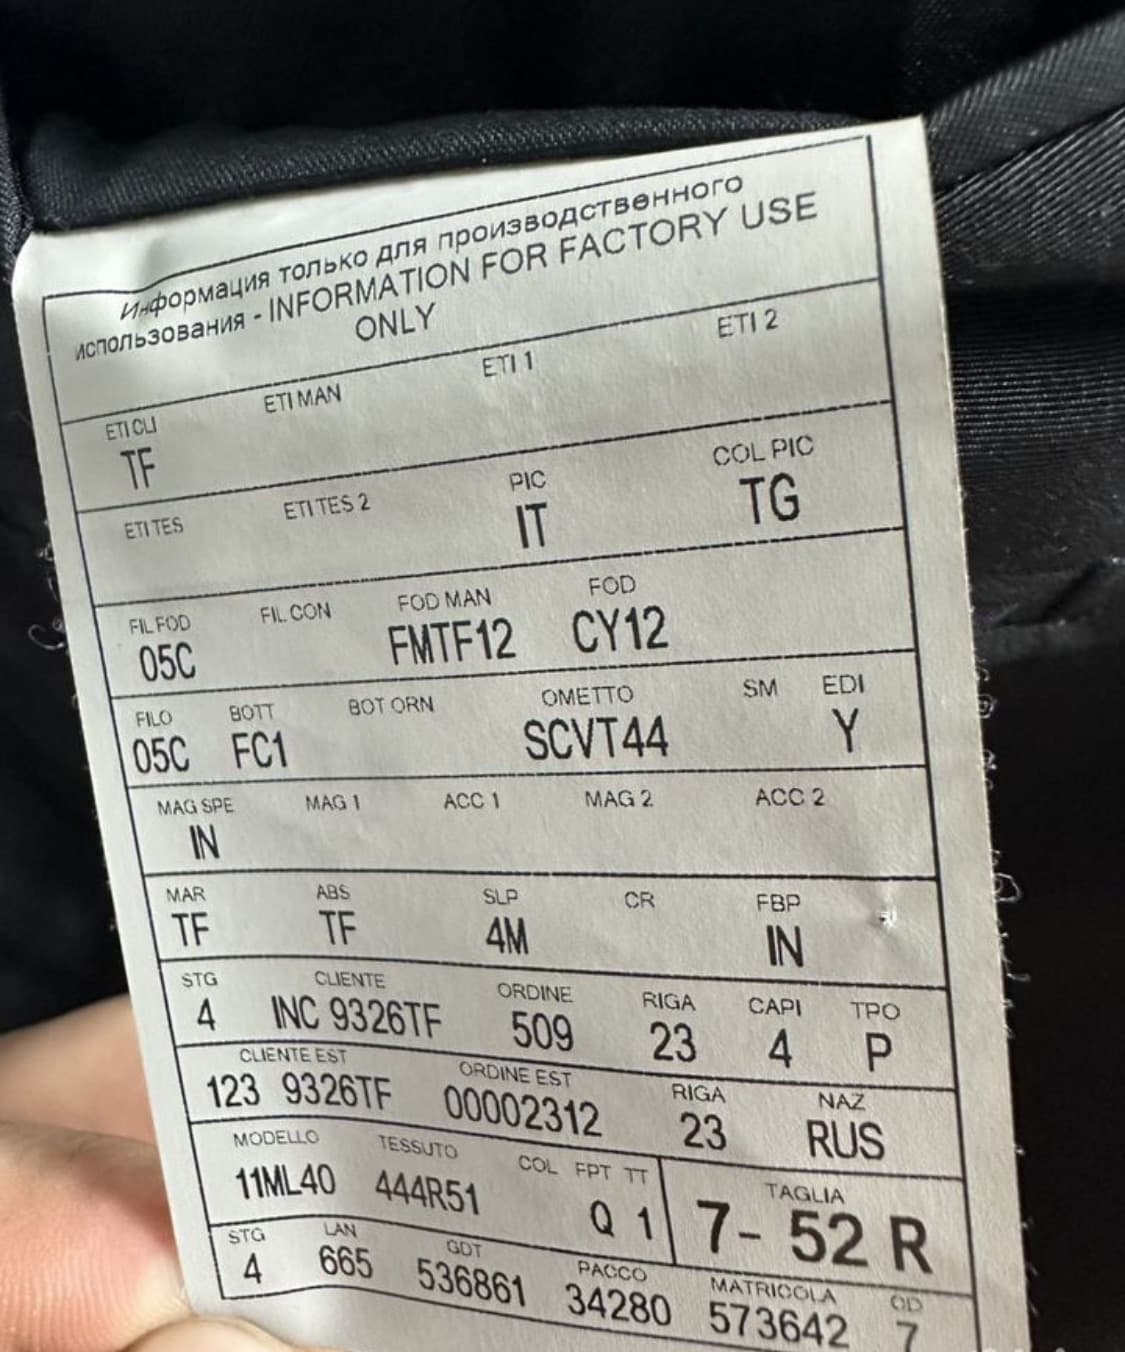 Информация только для производственного
использования - INFORMATION FOR FACTORY USE
ONLY
ETI CLI ETI MAN ETI 1 ETI 2
TF
ETI TES ETI TES 2 PIC COL PIC
IT TG
FIL FOD FIL CON FOD MAN FOD
05C FMTF12 CY12
FILO BOTT BOT ORN OMETTO SM EDI
05C FC1 SCVT44 Y
MAG SPE MAG 1 ACC 1 MAG 2 ACC 2
IN
MAR ABS SLP CR FBP
TF TF 4M IN
STG CLIENTE ORDINE RIGA CAPI TPO
4 INC 9326TF 509 23 4 P
CLIENTE EST ORDINE EST RIGA NAZ
123 9326TF 00002312 23 RUS
MODELLO TESSUTO COL FPT TT TAGLIA
11ML40 444R51 Q 1 7- 52 R
STG LAN GDT PACCO MATRICOLA OD
4 665 536861 34280 573642 7